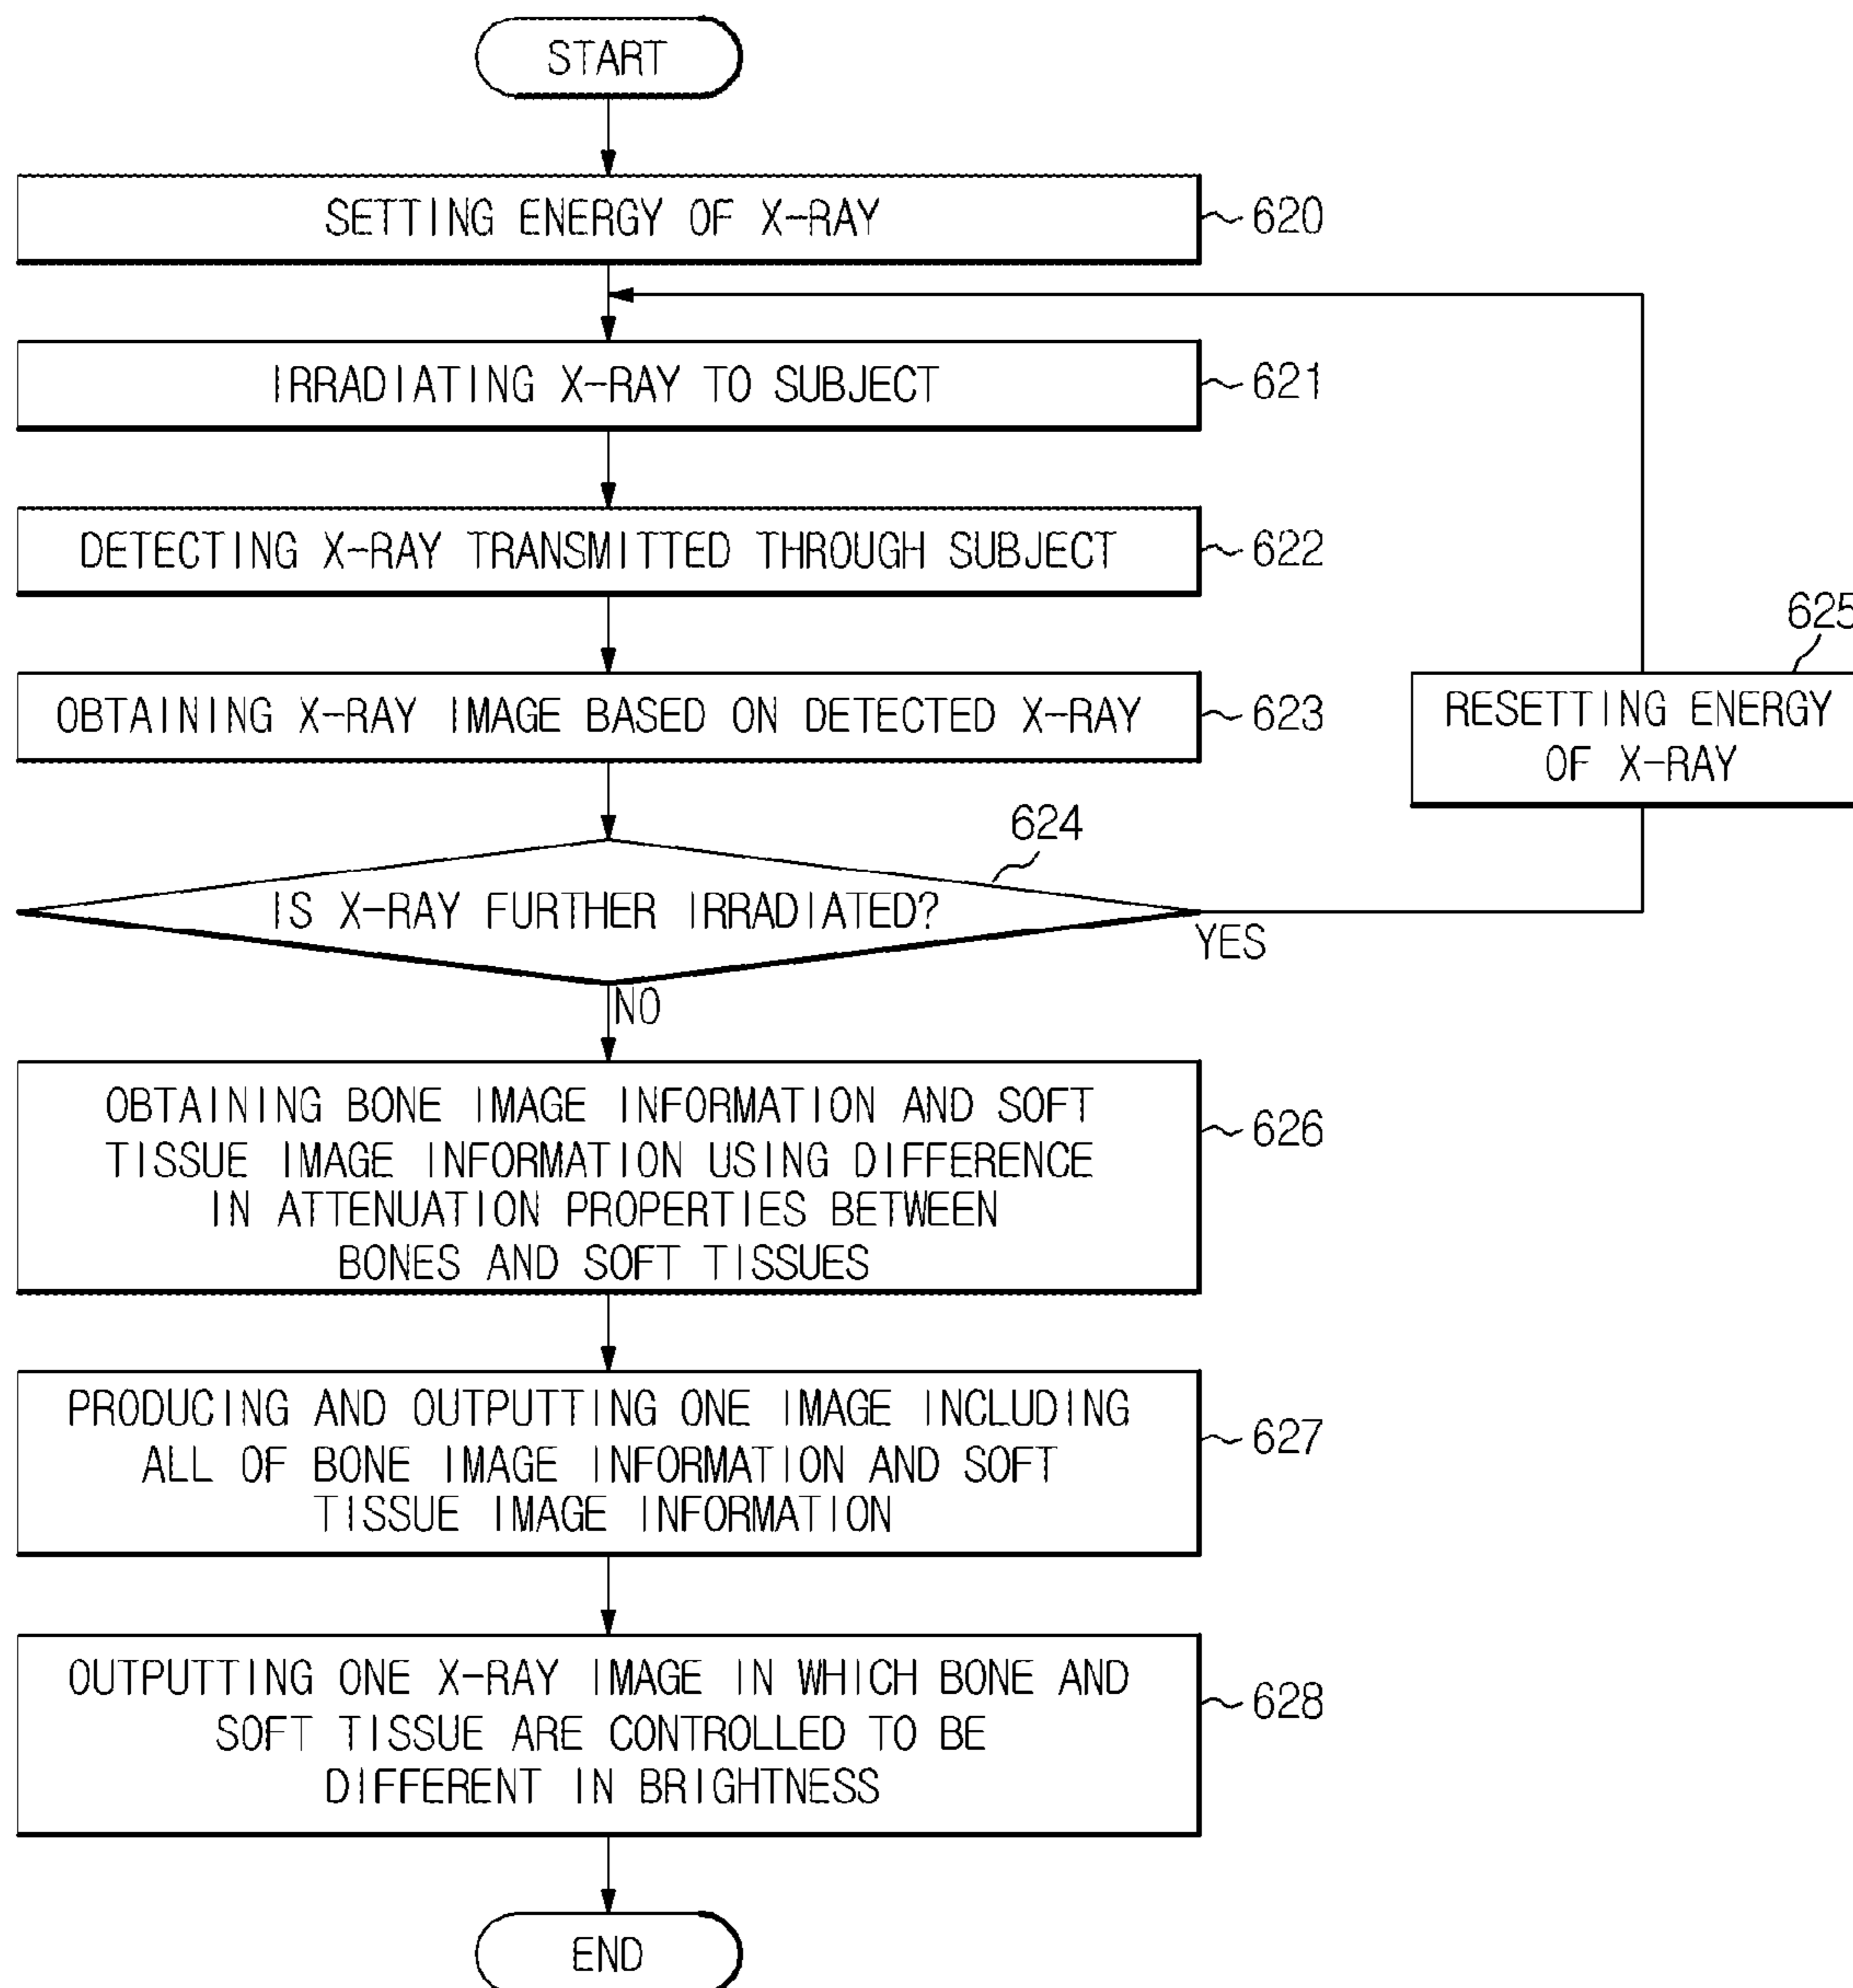 START
SETTING ENERGY OF X-RAY
620
IRRADIATING X-RAY TO SUBJECT
621
DETECTING X-RAY TRANSMITTED THROUGH SUBJECT
622
625
OBTAINING X-RAY IMAGE BASED ON DETECTED X-RAY
623
RESETTING ENERGY
OF X-RAY
624
IS X-RAY FURTHER IRRADIATED?
YES
NO
OBTAINING BONE IMAGE INFORMATION AND SOFT
TISSUE IMAGE INFORMATION USING DIFFERENCE
IN ATTENUATION PROPERTIES BETWEEN
BONES AND SOFT TISSUES
626
PRODUCING AND OUTPUTTING ONE IMAGE INCLUDING
ALL OF BONE IMAGE INFORMATION AND SOFT
TISSUE IMAGE INFORMATION
627
OUTPUTTING ONE X-RAY IMAGE IN WHICH BONE AND
SOFT TISSUE ARE CONTROLLED TO BE
DIFFERENT IN BRIGHTNESS
628
END